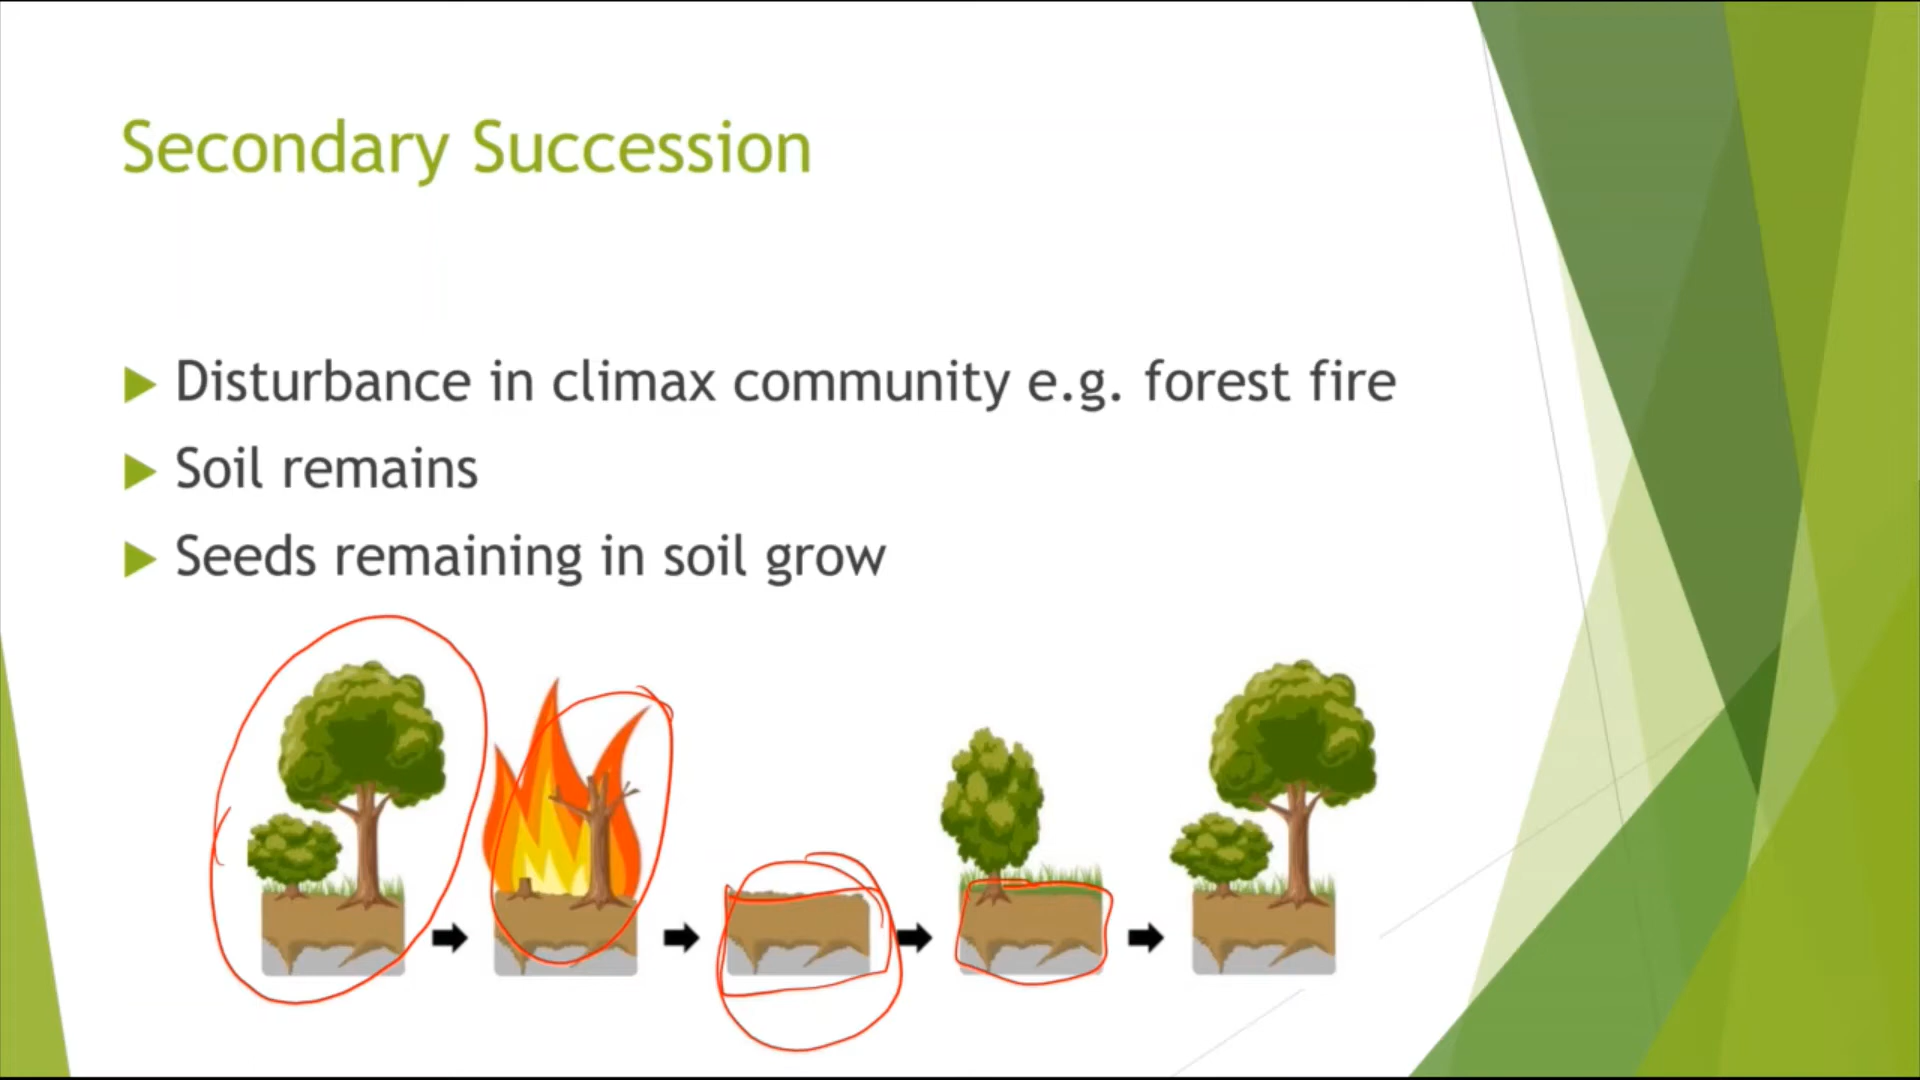 Secondary Succession
Disturbance in climax community e.g. forest fire
Soil remains
Seeds remaining in soil grow